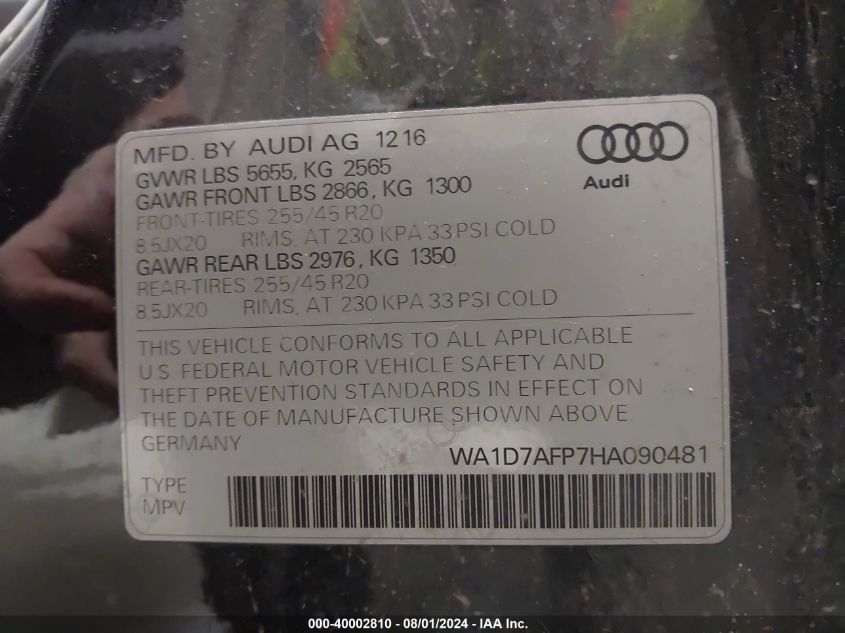 MFD. BY AUDI AG 12 16
GVWR LBS 5655, KG 2565
GAWR FRONT LBS 2866, KG 1300
FRONT-TIRES 255/45 R20
8,5JX20 RIMS, AT 230 KPA 33 PSI COLD
GAWR REAR LBS 2976, KG 1350
REAR-TIRES 255/45 R20
8,5JX20 RIMS, AT 230 KPA 33 PSI COLD
Audi
THIS VEHICLE CONFORMS TO ALL APPLICABLE
U.S. FEDERAL MOTOR VEHICLE SAFETY AND
THEFT PREVENTION STANDARDS IN EFFECT ON
THE DATE OF MANUFACTURE SHOWN ABOVE.
GERMANY
WA1D7AFP7HA090481
TYPE
MPV
000-40002810 - 08/01/2024 - IAA Inc.